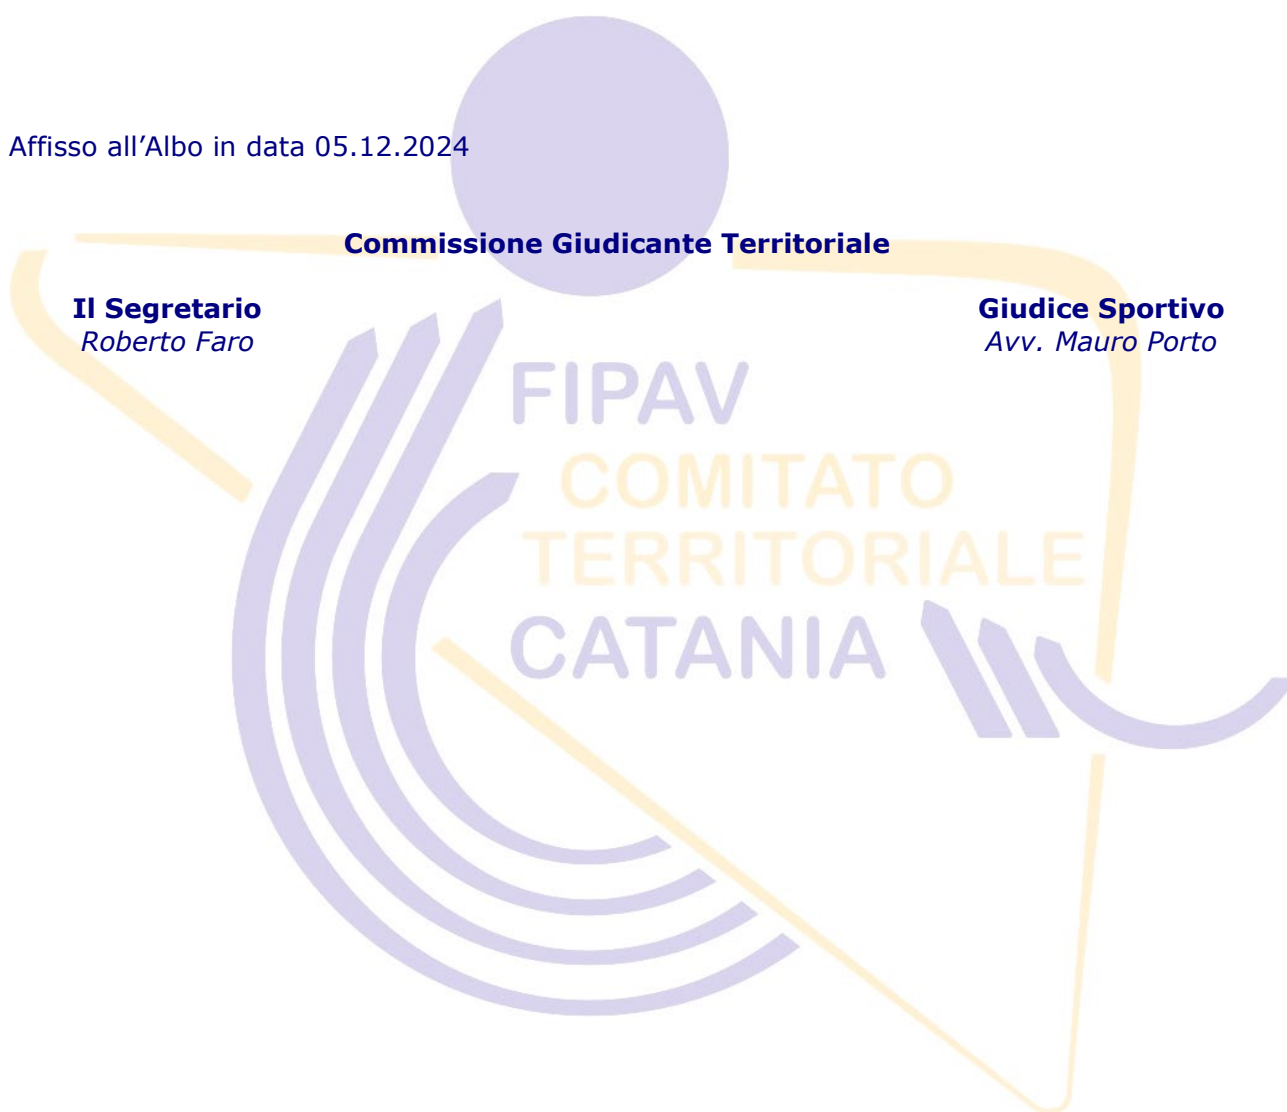 Affisso all'Albo in data 05.12.2024
Commissione Giudicante Territoriale
Il Segretario Giudice Sportivo
Roberto Faro Avv. Mauro Porto
FIPAV
COMITATO
TERRITORIALE
CATANIA